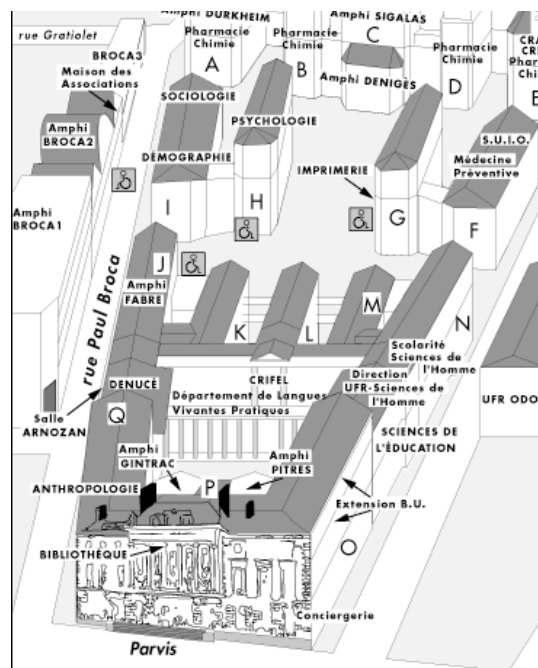 Amphi DURKHEIM
Amphi SIGALAS
rue Gratiolet
Pharmacie
Chimie
Pharmacie
Chimie
C
Pharmacie
Chimie
BROCA3
Maison des
Associations
A
B
Amphi DENIGÈS
D
SOCIOLOGIE
PSYCHOLOGIE
Amphi
BROCA2
S.U.I.O.
DÉMOGRAPHIE
IMPRIMERIE
Médecine
Préventive
Amphi
BROCA1
I
H
G
F
J
Amphi
FABRE
rue Paul Broca
K
L
M
N
Scolarité
Sciences de
l'Homme
DENUCÉ
CRIFEL
Département de Langues
Vivantes Pratiques
Direction
UFR-Sciences de
l'Homme
UFR ODO
Salle
ARNOZAN
Q
SCIENCES DE
L'ÉDUCATION
Amphi
GINTRAC
Amphi
PITRES
ANTHROPOLOGIE
P
Extension B.U.
BIBLIOTHÈQUE
O
Conciergerie
Parvis